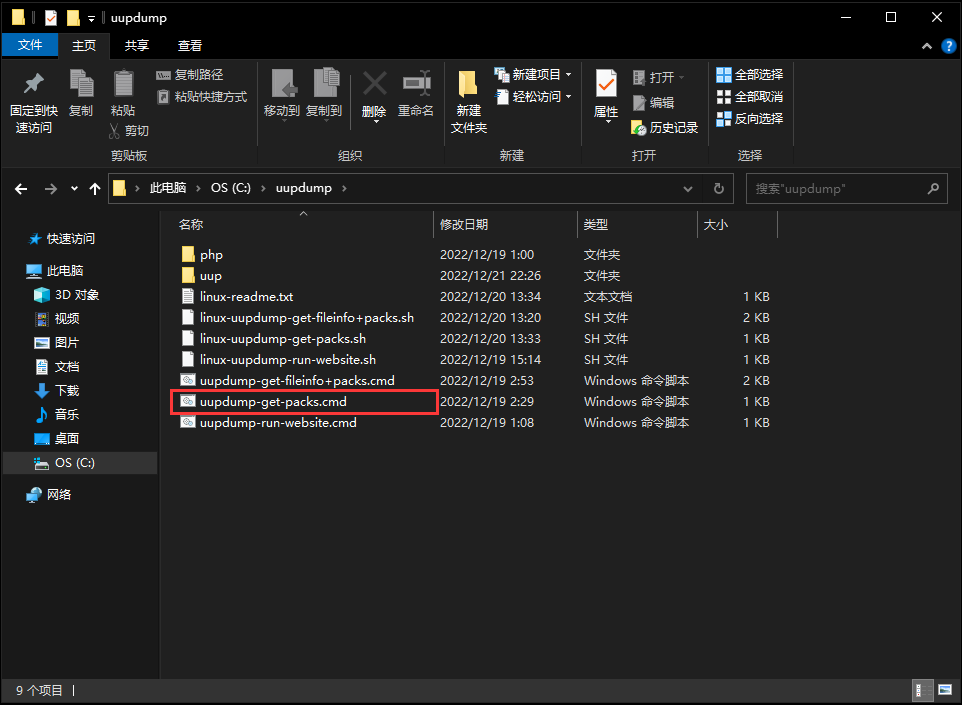 uupdump
文件 主页 共享 查看
固定到快速访问 复制 粘贴 复制路径 粘贴快捷方式 剪切
移动到 复制到 删除 重命名
新建文件夹 新建项目 轻松访问
属性 打开 编辑 历史记录
全部选择 全部取消 反向选择
剪贴板 组织 新建 打开 选择
此电脑 OS (C:) uupdump 搜索"uupdump"
快速访问
此电脑
3D 对象
视频
图片
文档
下载
音乐
桌面
OS (C:)
网络
名称 修改日期 类型 大小
php 2022/12/19 1:00 文件夹
uup 2022/12/21 22:26 文件夹
linux-readme.txt 2022/12/20 13:34 文本文档 1 KB
linux-uupdump-get-fileinfo+packs.sh 2022/12/20 13:20 SH 文件 2 KB
linux-uupdump-get-packs.sh 2022/12/20 13:33 SH 文件 1 KB
linux-uupdump-run-website.sh 2022/12/19 15:14 SH 文件 1 KB
uupdump-get-fileinfo+packs.cmd 2022/12/19 2:53 Windows 命令脚本 2 KB
uupdump-get-packs.cmd 2022/12/19 2:29 Windows 命令脚本 1 KB
uupdump-run-website.cmd 2022/12/19 1:08 Windows 命令脚本 1 KB
9 个项目